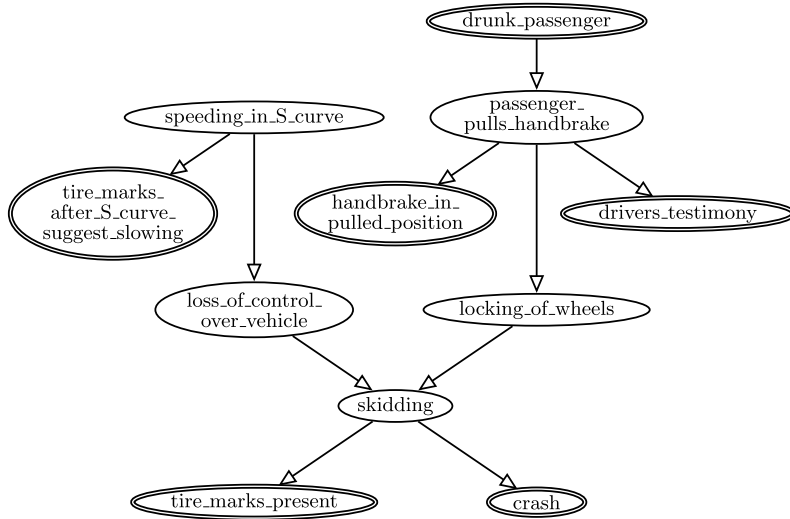 drunk_passenger
speeding_in_S_curve
passenger_
pulls_handbrake
tire_marks_
after_S_curve_
suggest_slowing
handbrake_in_
pulled_position
drivers_testimony
loss_of_control_
over_vehicle
locking_of_wheels
skidding
tire_marks_present
crash